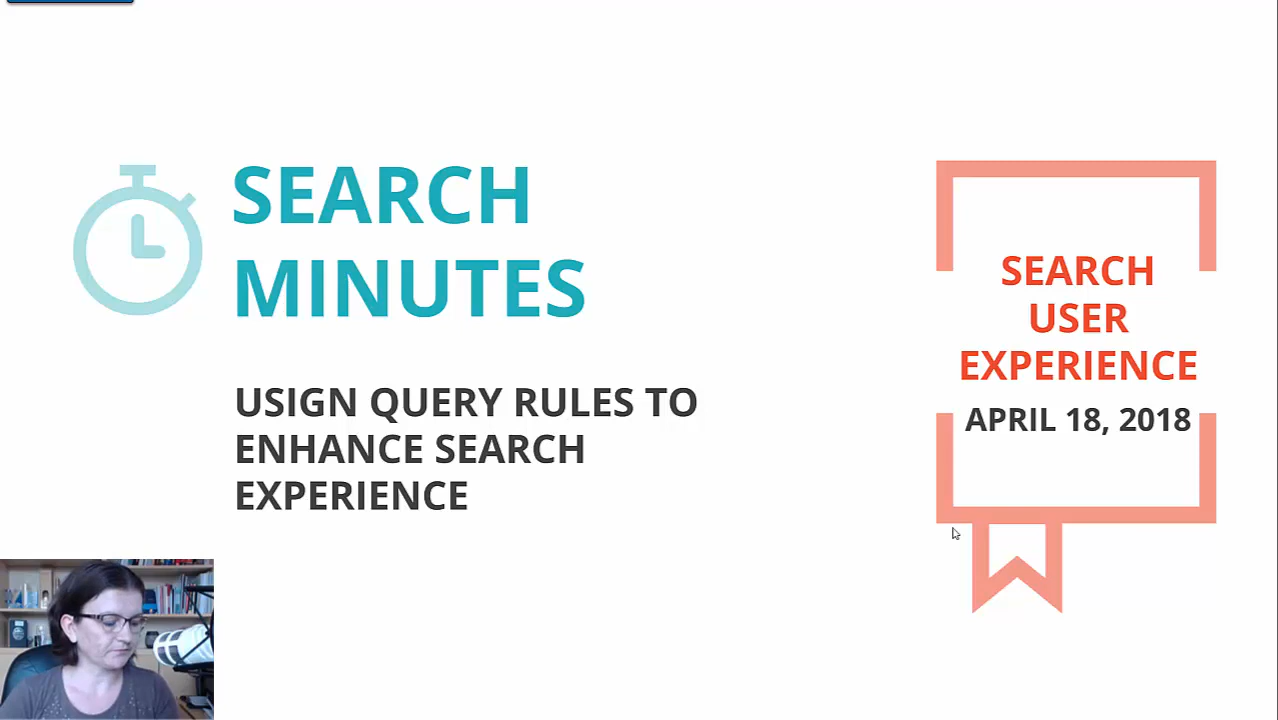 SEARCH
MINUTES
USIGN QUERY RULES TO
ENHANCE SEARCH
EXPERIENCE
SEARCH
USER
EXPERIENCE
APRIL 18, 2018